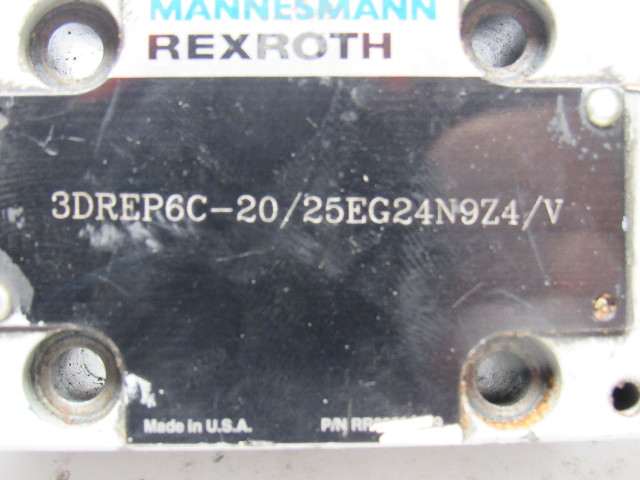 MANNESMANN
REXROTH
3DREP6C-20/25EG24N9Z4/V
Made in U.S.A.
P/N